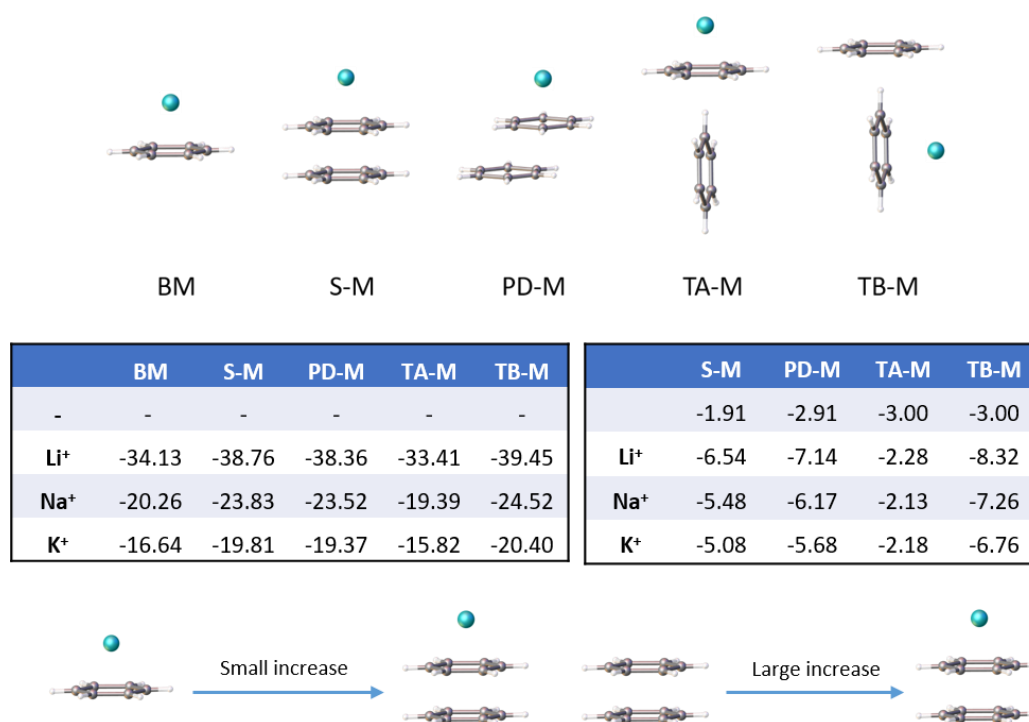 BM S-M PD-M TA-M TB-M
BM S-M PD-M TA-M TB-M
- - - - - -
Li⁺ -34.13 -38.76 -38.36 -33.41 -39.45
Na⁺ -20.26 -23.83 -23.52 -19.39 -24.52
K⁺ -16.64 -19.81 -19.37 -15.82 -20.40
S-M PD-M TA-M TB-M
-1.91 -2.91 -3.00 -3.00
Li⁺ -6.54 -7.14 -2.28 -8.32
Na⁺ -5.48 -6.17 -2.13 -7.26
K⁺ -5.08 -5.68 -2.18 -6.76
Small increase
Large increase